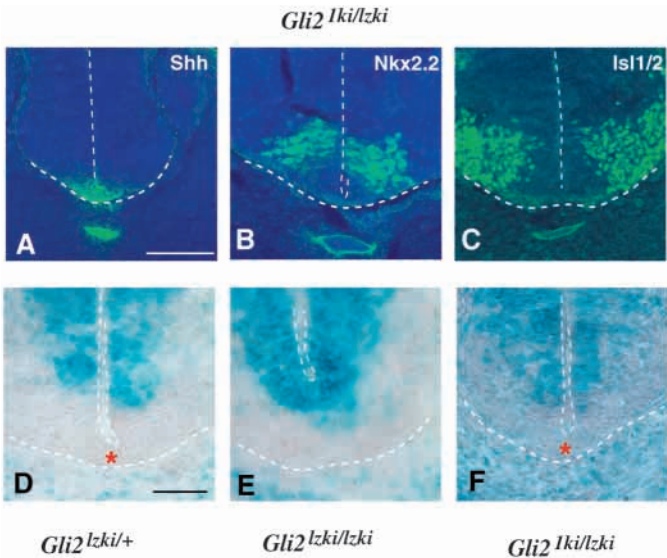 Gli2 1ki/lzki
Shh
Nkx2.2
Isl1/2
A
B
C
D
*
E
F
*
Gli2 lzki/+
Gli2 lzki/lzki
Gli2 1ki/lzki